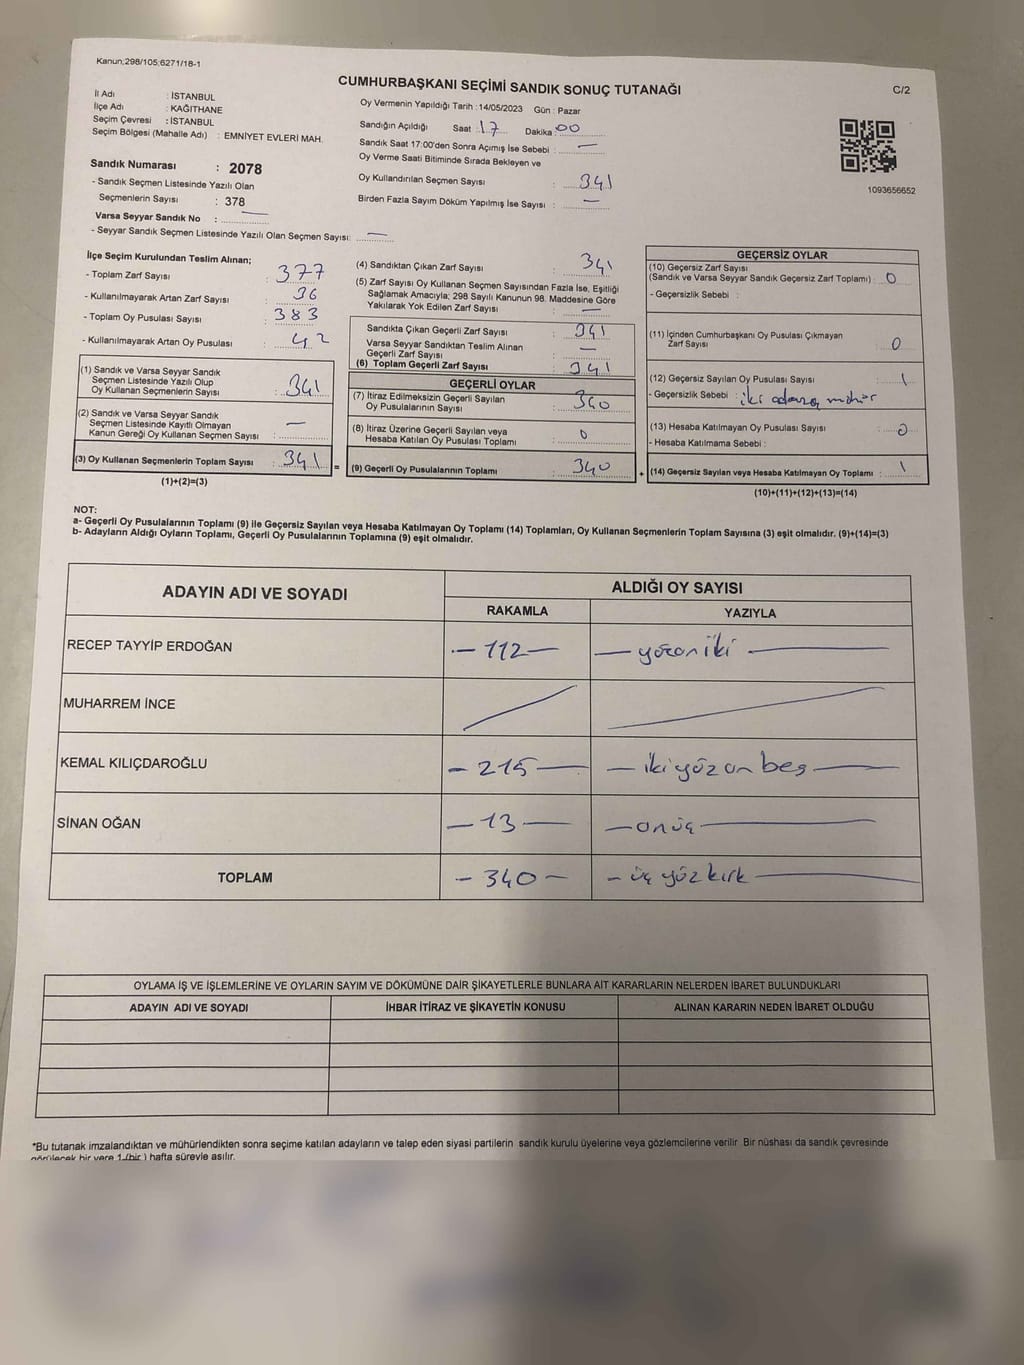 Kanun;298/105;6271/18-1
CUMHURBAŞKANI SEÇİMİ SANDIK SONUÇ TUTANAĞI
C/2
İl Adı : İSTANBUL
İlçe Adı : KAĞITHANE
Seçim Çevresi : İSTANBUL
Seçim Bölgesi (Mahalle Adı) : EMNİYET EVLERİ MAH.
Sandık Numarası : 2078
- Sandık Seçmen Listesinde Yazılı Olan
Seçmenlerin Sayısı : 378
Varsa Seyyar Sandık No : —
- Seyyar Sandık Seçmen Listesinde Yazılı Olan Seçmen Sayısı: —
Oy Vermenin Yapıldığı Tarih : 14/05/2023 Gün : Pazar
Sandığın Açıldığı Saat : 17 Dakika : 00
Sandık Saat 17:00'den Sonra Açımış İse Sebebi : —
Oy Verme Saati Bitiminde Sırada Bekleyen ve
Oy Kullandırılan Seçmen Sayısı : 341
Birden Fazla Sayım Döküm Yapılmış İse Sayısı : —
1093656652
İlçe Seçim Kurulundan Teslim Alınan;
- Toplam Zarf Sayısı : 377
- Kullanılmayarak Artan Zarf Sayısı : 36
- Toplam Oy Pusulası Sayısı : 383
- Kullanılmayarak Artan Oy Pusulası : 42
(1) Sandık ve Varsa Seyyar Sandık
Seçmen Listesinde Yazılı Olup
Oy Kullanan Seçmenlerin Sayısı : 341
(2) Sandık ve Varsa Seyyar Sandık
Seçmen Listesinde Kayıtlı Olmayan
Kanun Gereği Oy Kullanan Seçmen Sayısı : —
(3) Oy Kullanan Seçmenlerin Toplam Sayısı : 341
(1)+(2)=(3)
=
(4) Sandıktan Çıkan Zarf Sayısı : 341
(5) Zarf Sayısı Oy Kullanan Seçmen Sayısından Fazla İse, Eşitliği
Sağlamak Amacıyla; 298 Sayılı Kanunun 98. Maddesine Göre
Yakılarak Yok Edilen Zarf Sayısı : —
Sandıkta Çıkan Geçerli Zarf Sayısı : 341
Varsa Seyyar Sandıktan Teslim Alınan
Geçerli Zarf Sayısı : —
(6) Toplam Geçerli Zarf Sayısı : 341
GEÇERLİ OYLAR
(7) İtiraz Edilmeksizin Geçerli Sayılan
Oy Pusulalarının Sayısı : 340
(8) İtiraz Üzerine Geçerli Sayılan veya
Hesaba Katılan Oy Pusulası Toplamı : 0
(9) Geçerli Oy Pusulalarının Toplamı : 340
+
GEÇERSİZ OYLAR
(10) Geçersiz Zarf Sayısı
(Sandık ve Varsa Seyyar Sandık Geçersiz Zarf Toplamı) : 0
- Geçersizlik Sebebi :
(11) İçinden Cumhurbaşkanı Oy Pusulası Çıkmayan
Zarf Sayısı : 0
(12) Geçersiz Sayılan Oy Pusulası Sayısı : 1
- Geçersizlik Sebebi : iki adaya mühür
(13) Hesaba Katılmayan Oy Pusulası Sayısı : 0
- Hesaba Katılmama Sebebi :
(14) Geçersiz Sayılan veya Hesaba Katılmayan Oy Toplamı : 1
(10)+(11)+(12)+(13)=(14)
NOT:
a- Geçerli Oy Pusulalarının Toplamı (9) ile Geçersiz Sayılan veya Hesaba Katılmayan Oy Toplamı (14) Toplamları, Oy Kullanan Seçmenlerin Toplam Sayısına (3) eşit olmalıdır. (9)+(14)=(3)
b- Adayların Aldığı Oyların Toplamı, Geçerli Oy Pusulalarının Toplamına (9) eşit olmalıdır.
ADAYIN ADI VE SOYADI ALDIĞI OY SAYISI
RAKAMLA YAZIYLA
RECEP TAYYİP ERDOĞAN — 112 — — yüzoniki —
MUHARREM İNCE
KEMAL KILIÇDAROĞLU — 215 — — ikiyüz on beş —
SİNAN OĞAN — 13 — — onüç —
TOPLAM — 340 — — üç yüz kırk —
OYLAMA İŞ VE İŞLEMLERİNE VE OYLARIN SAYIM VE DÖKÜMÜNE DAİR ŞİKAYETLERLE BUNLARA AİT KARARLARIN NELERDEN İBARET BULUNDUKLARI
ADAYIN ADI VE SOYADI İHBAR İTİRAZ VE ŞİKAYETİN KONUSU ALINAN KARARIN NEDEN İBARET OLDUĞU
*Bu tutanak imzalandıktan ve mühürlendikten sonra seçime katılan adayların ve talep eden siyasi partilerin sandık kurulu üyelerine veya gözlemcilerine verilir Bir nüshası da sandık çevresinde
görülecek bir yere 1 (bir ) hafta süreyle asılır.